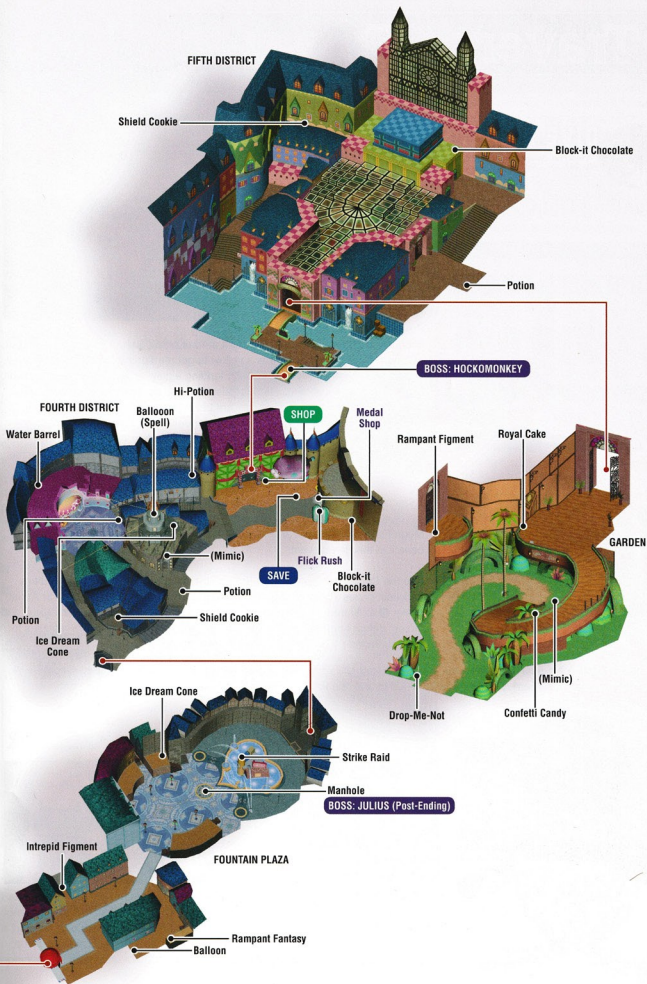 FIFTH DISTRICT
Shield Cookie
Block-it Chocolate
Potion
BOSS: HOCKOMONKEY
Hi-Potion
FOURTH DISTRICT
Ballooon
(Spell)
SHOP
Medal
Shop
Water Barrel
Rampant Figment
Royal Cake
GARDEN
(Mimic)
Flick Rush
SAVE
Block-it
Chocolate
Potion
Potion
Shield Cookie
Ice Dream
Cone
(Mimic)
Drop-Me-Not
Confetti Candy
Ice Dream Cone
Strike Raid
Manhole
BOSS: JULIUS (Post-Ending)
Intrepid Figment
FOUNTAIN PLAZA
Rampant Fantasy
Balloon